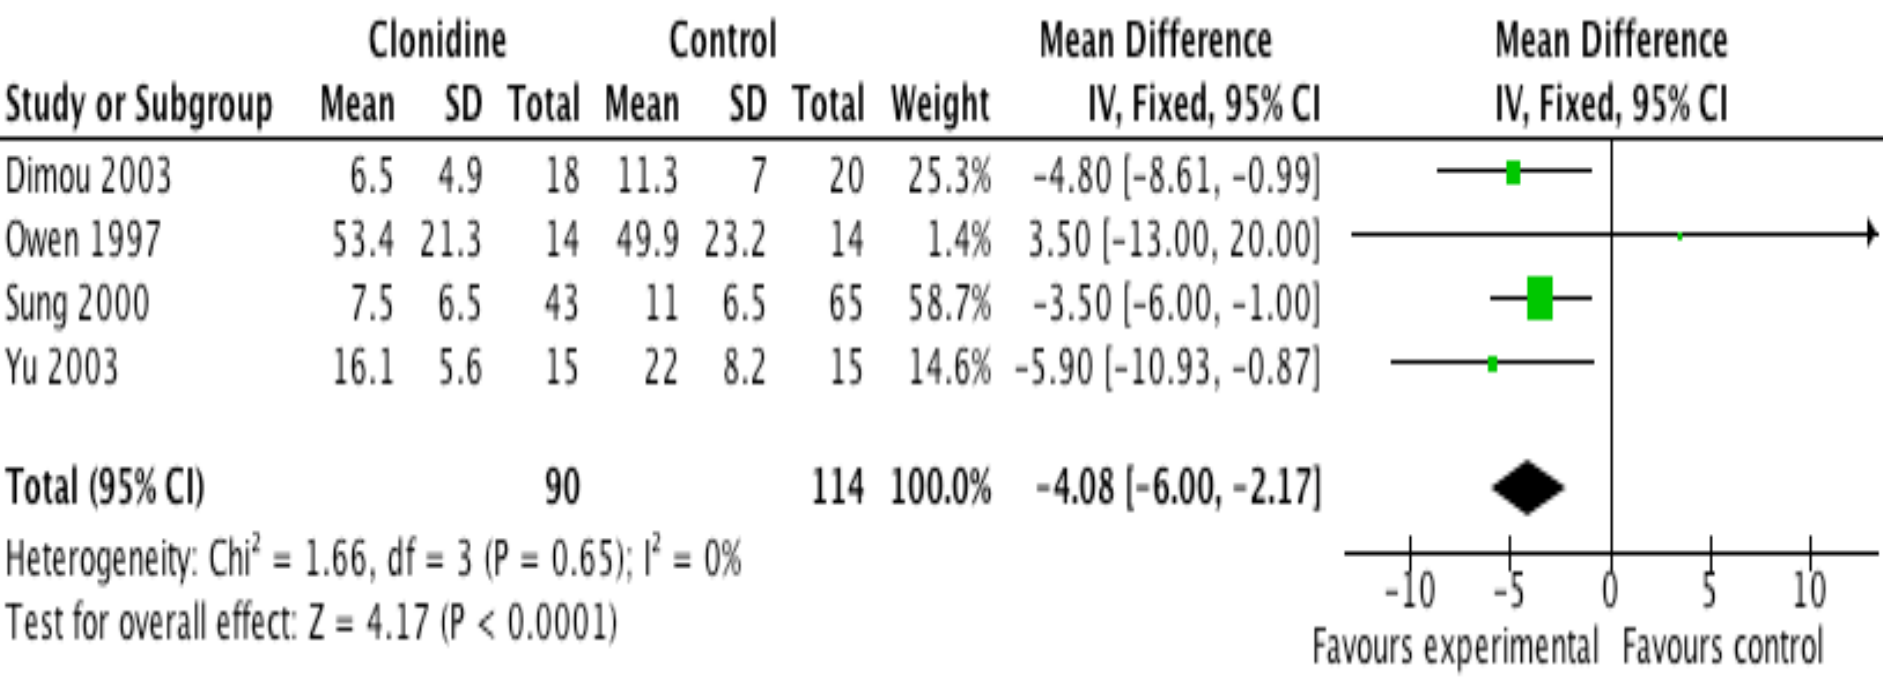 Clonidine Control Mean Difference Mean Difference
Study or Subgroup Mean SD Total Mean SD Total Weight IV, Fixed, 95% CI IV, Fixed, 95% CI
Dimou 2003 6.5 4.9 18 11.3 7 20 25.3% −4.80 [−8.61, −0.99]
Owen 1997 53.4 21.3 14 49.9 23.2 14 1.4% 3.50 [−13.00, 20.00]
Sung 2000 7.5 6.5 43 11 6.5 65 58.7% −3.50 [−6.00, −1.00]
Yu 2003 16.1 5.6 15 22 8.2 15 14.6% −5.90 [−10.93, −0.87]
Total (95% CI) 90 114 100.0% −4.08 [−6.00, −2.17]
Heterogeneity: Chi² = 1.66, df = 3 (P = 0.65); I² = 0%
Test for overall effect: Z = 4.17 (P < 0.0001)
−10 −5 0 5 10
Favours experimental Favours control